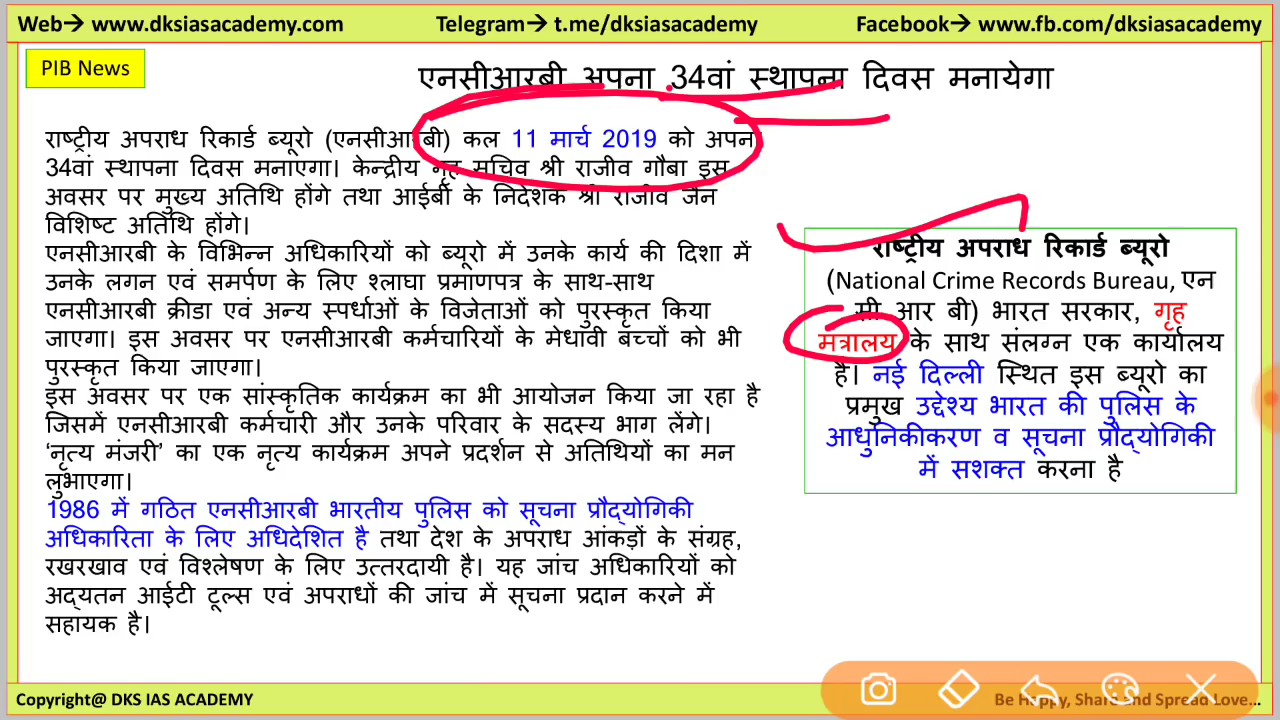 Web→ www.dksiasacademy.com Telegram→ t.me/dksiasacademy Facebook→ www.fb.com/dksiasacademy
PIB News
एनसीआरबी अपना 34वां स्थापना दिवस मनायेगा
राष्ट्रीय अपराध रिकार्ड ब्यूरो (एनसीआरबी) कल 11 मार्च 2019 को अपना
34वां स्थापना दिवस मनाएगा। केन्द्रीय गृह सचिव श्री राजीव गौबा इस
अवसर पर मुख्य अतिथि होंगे तथा आईबी के निदेशक श्री राजीव जैन
विशिष्ट अतिथि होंगे।
एनसीआरबी के विभिन्न अधिकारियों को ब्यूरो में उनके कार्य की दिशा में
उनके लगन एवं समर्पण के लिए श्लाघा प्रमाणपत्र के साथ-साथ
एनसीआरबी क्रीडा एवं अन्य स्पर्धाओं के विजेताओं को पुरस्कृत किया
जाएगा। इस अवसर पर एनसीआरबी कर्मचारियों के मेधावी बच्चों को भी
पुरस्कृत किया जाएगा।
इस अवसर पर एक सांस्कृतिक कार्यक्रम का भी आयोजन किया जा रहा है
जिसमें एनसीआरबी कर्मचारी और उनके परिवार के सदस्य भाग लेंगे।
‘नृत्य मंजरी’ का एक नृत्य कार्यक्रम अपने प्रदर्शन से अतिथियों का मन
लुभाएगा।
1986 में गठित एनसीआरबी भारतीय पुलिस को सूचना प्रौद्योगिकी
अधिकारिता के लिए अधिदेशित है तथा देश के अपराध आंकड़ों के संग्रह,
रखरखाव एवं विश्लेषण के लिए उत्तरदायी है। यह जांच अधिकारियों को
अद्यतन आईटी टूल्स एवं अपराधों की जांच में सूचना प्रदान करने में
सहायक है।
राष्ट्रीय अपराध रिकार्ड ब्यूरो
(National Crime Records Bureau, एन
सी आर बी) भारत सरकार, गृह
मंत्रालय के साथ संलग्न एक कार्यालय
है। नई दिल्ली स्थित इस ब्यूरो का
प्रमुख उद्देश्य भारत की पुलिस के
आधुनिकीकरण व सूचना प्रौद्योगिकी
में सशक्त करना है
Copyright@ DKS IAS ACADEMY Be Happy, Share and Spread Love...